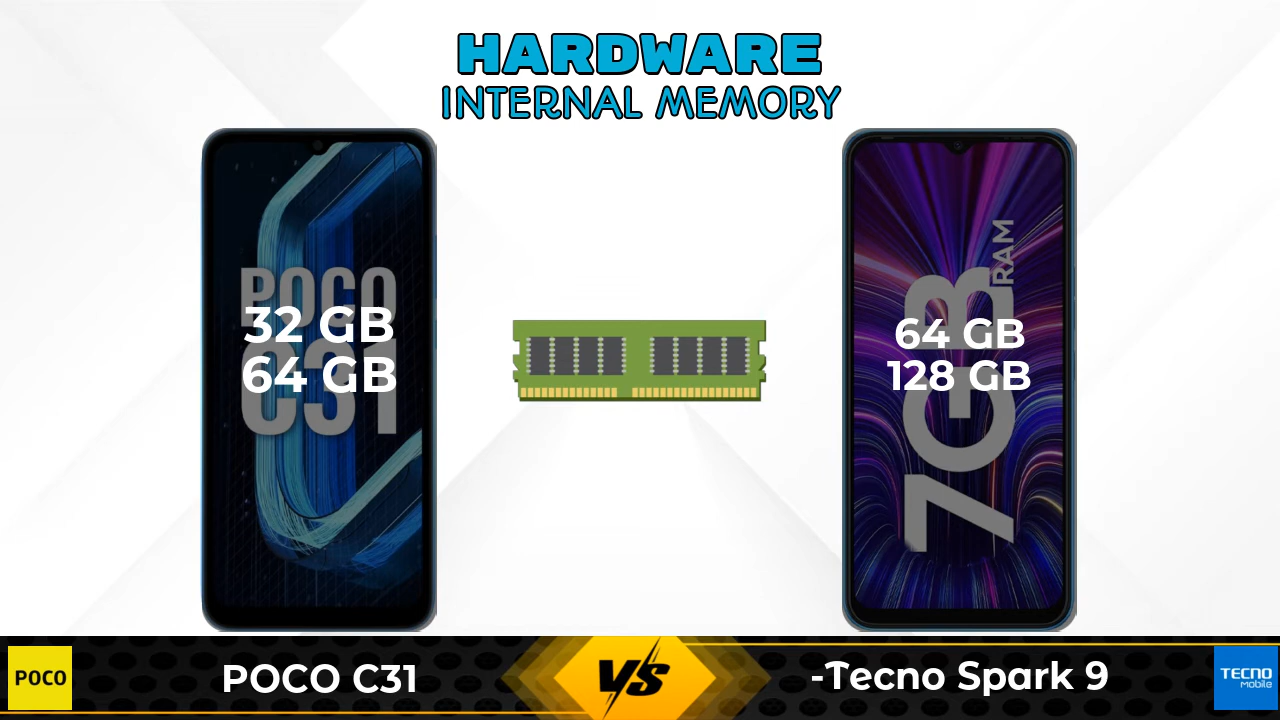 HARDWARE
INTERNAL MEMORY
POCO
C31
32 GB
64 GB
7GB
RAM
64 GB
128 GB
POCO
POCO C31
VS
-Tecno Spark 9
TECNO
mobile